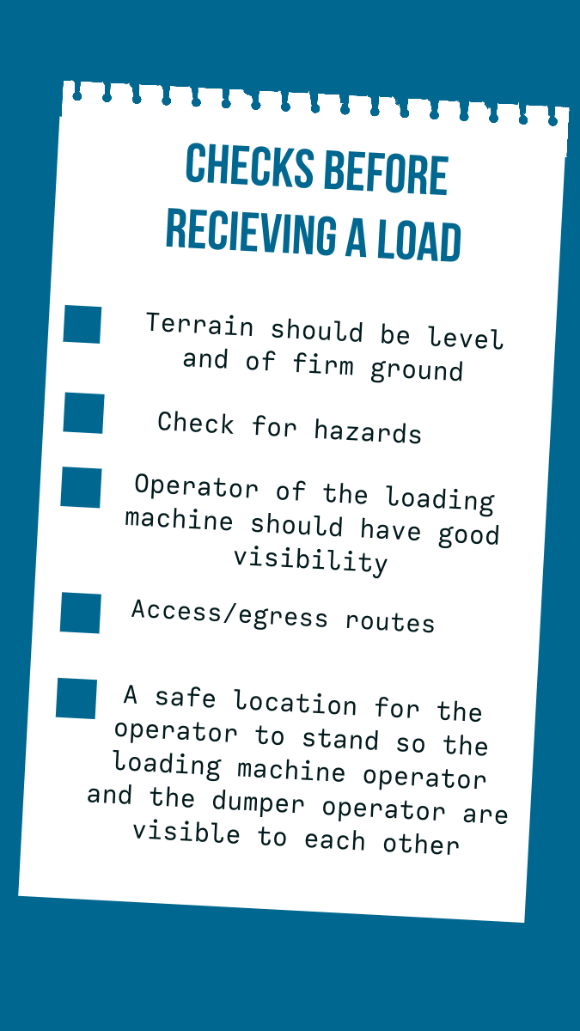 CHECKS BEFORE
RECIEVING A LOAD
Terrain should be level
and of firm ground
Check for hazards
Operator of the loading
machine should have good
visibility
Access/egress routes
A safe location for the
operator to stand so the
loading machine operator
and the dumper operator are
visible to each other